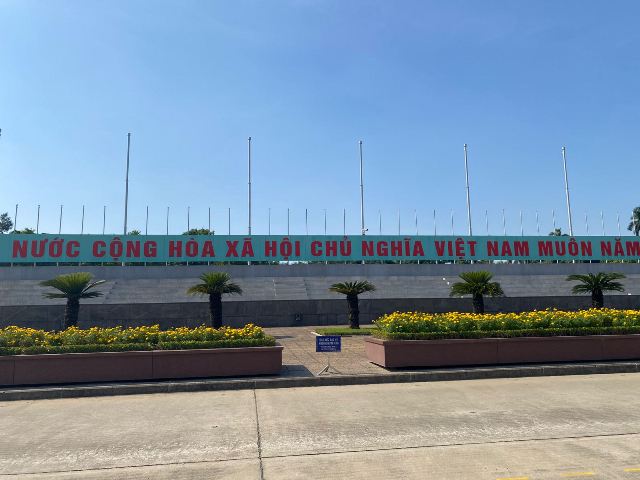 NƯỚC CỘNG HÒA XÃ HỘI CHỦ NGHĨA VIỆT NAM MUÔN NĂM